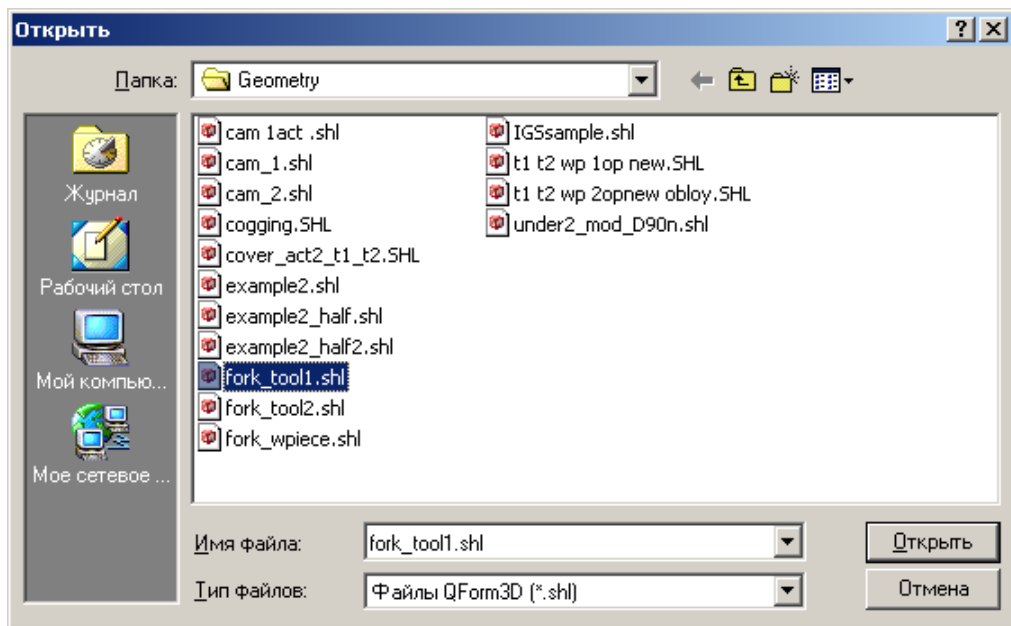 Открыть
Папка: Geometry
Журнал
Рабочий стол
Мой компью...
Мое сетевое ...
cam 1act .shl
cam_1.shl
cam_2.shl
cogging.SHL
cover_act2_t1_t2.SHL
example2.shl
example2_half.shl
example2_half2.shl
fork_tool1.shl
fork_tool2.shl
fork_wpiece.shl
IGSsample.shl
t1 t2 wp 1op new.SHL
t1 t2 wp 2opnew obloy.SHL
under2_mod_D90n.shl
Имя файла: fork_tool1.shl Открыть
Тип файлов: Файлы QForm3D (*.shl) Отмена